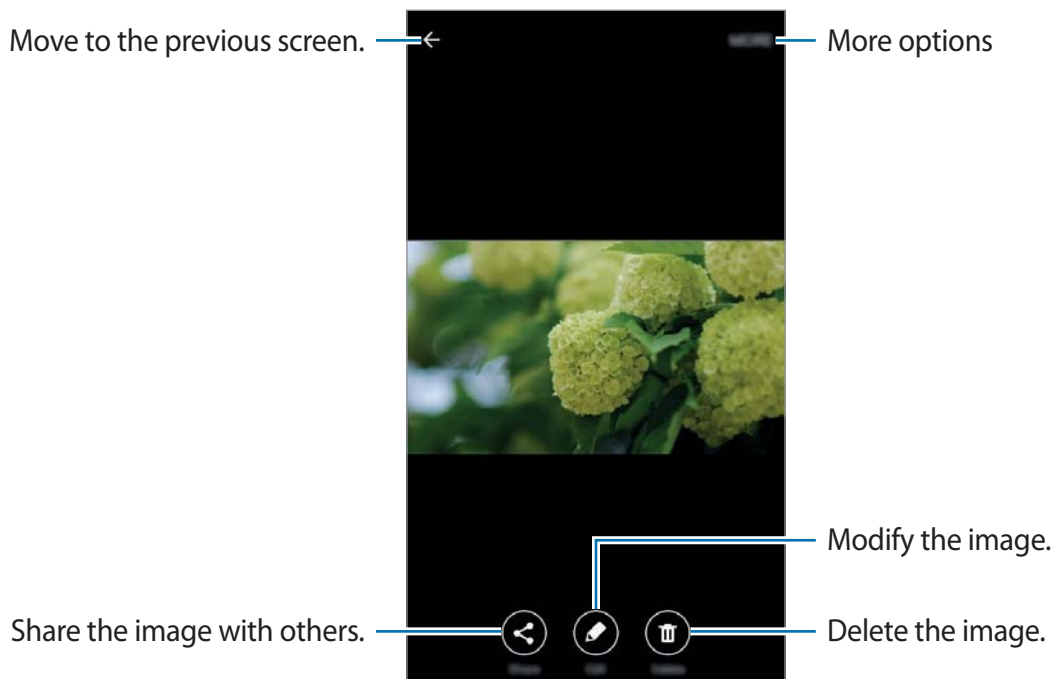 Move to the previous screen.
More options
Modify the image.
Share the image with others.
Delete the image.